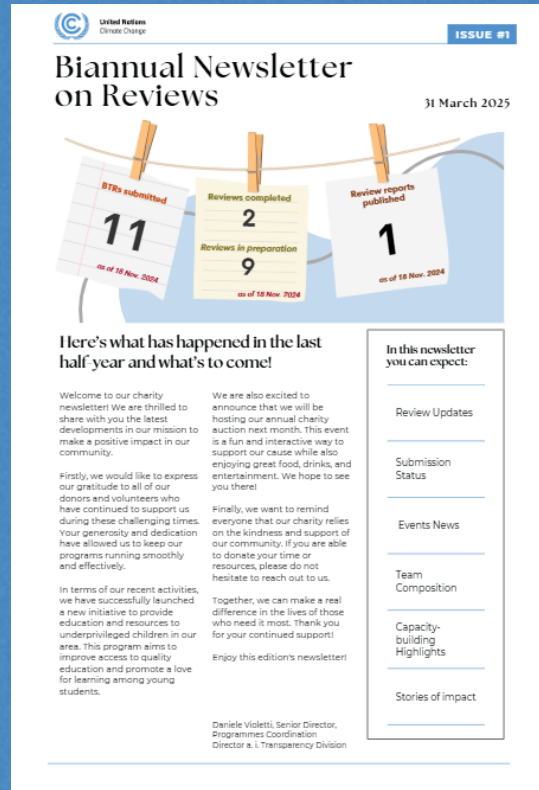 United Nations
Climate Change
ISSUE #1
Biannual Newsletter
on Reviews
31 March 2025
BTRs submitted
11
as of 18 Nov. 2024
Reviews completed
2
Reviews in preparation
9
as of 18 Nov. 2024
Review reports
published
1
as of 18 Nov. 2024
Here's what has happened in the last
half-year and what's to come!
Welcome to our charity
newsletter! We are thrilled to
share with you the latest
developments in our mission to
make a positive impact in our
community.
Firstly, we would like to express
our gratitude to all of our
donors and volunteers who
have continued to support us
during these challenging times.
Your generosity and dedication
have allowed us to keep our
programs running smoothly
and effectively.
In terms of our recent activities,
we have successfully launched
a new initiative to provide
education and resources to
underprivileged children in our
area. This program aims to
improve access to quality
education and promote a love
for learning among young
students.
We are also excited to
announce that we will be
hosting our annual charity
auction next month. This event
is a fun and interactive way to
support our cause while also
enjoying great food, drinks, and
entertainment. We hope to see
you there!
Finally, we want to remind
everyone that our charity relies
on the kindness and support of
our community. If you are able
to donate your time or
resources, please do not
hesitate to reach out to us.
Together, we can make a real
difference in the lives of those
who need it most. Thank you
for your continued support!
Enjoy this edition's newsletter!
Daniele Violetti, Senior Director,
Programmes Coordination
Director a. i. Transparency Division
In this newsletter
you can expect:
Review Updates
Submission
Status
Events News
Team
Composition
Capacity-
building
Highlights
Stories of impact